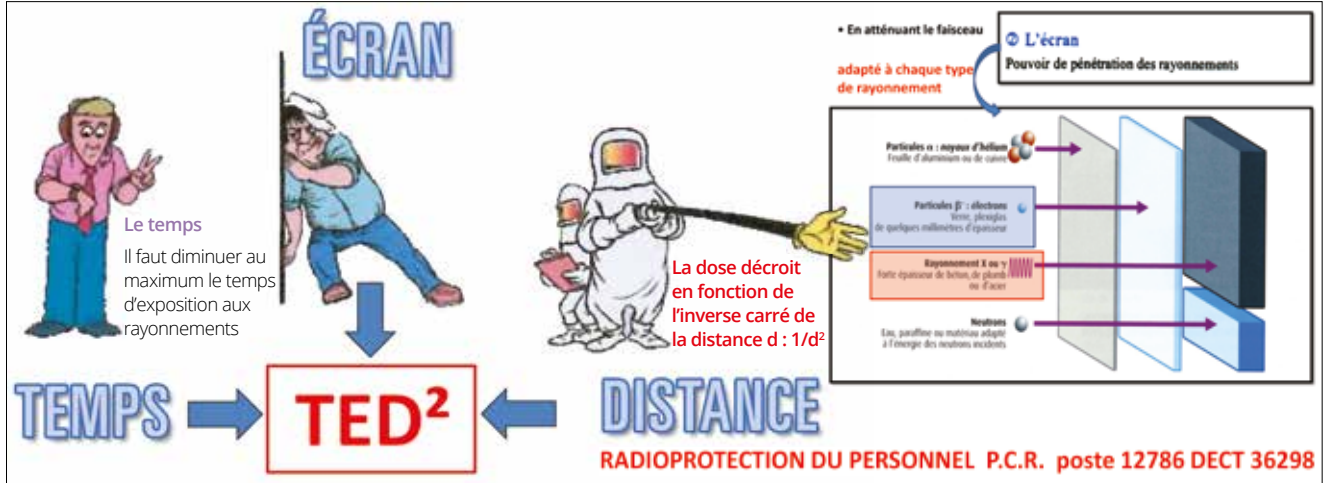 ÉCRAN
Le temps
Il faut diminuer au
maximum le temps
d'exposition aux
rayonnements
TEMPS
TED²
La dose décroit
en fonction de
l'inverse carré de
la distance d : 1/d²
DISTANCE
• En atténuant le faisceau
adapté à chaque type
de rayonnement
② L'écran
Pouvoir de pénétration des rayonnements
Particules α : noyaux d'hélium
Feuille d'aluminium ou de cuivre
Particules β⁻ : électrons
Verre, plexiglas
de quelques millimètres d'épaisseur
Rayonnement X ou γ
Forte épaisseur de béton, de plomb
ou d'acier
Neutrons
Eau, paraffine ou matériau adapté
à l'énergie des neutrons incidents
RADIOPROTECTION DU PERSONNEL P.C.R. poste 12786 DECT 36298